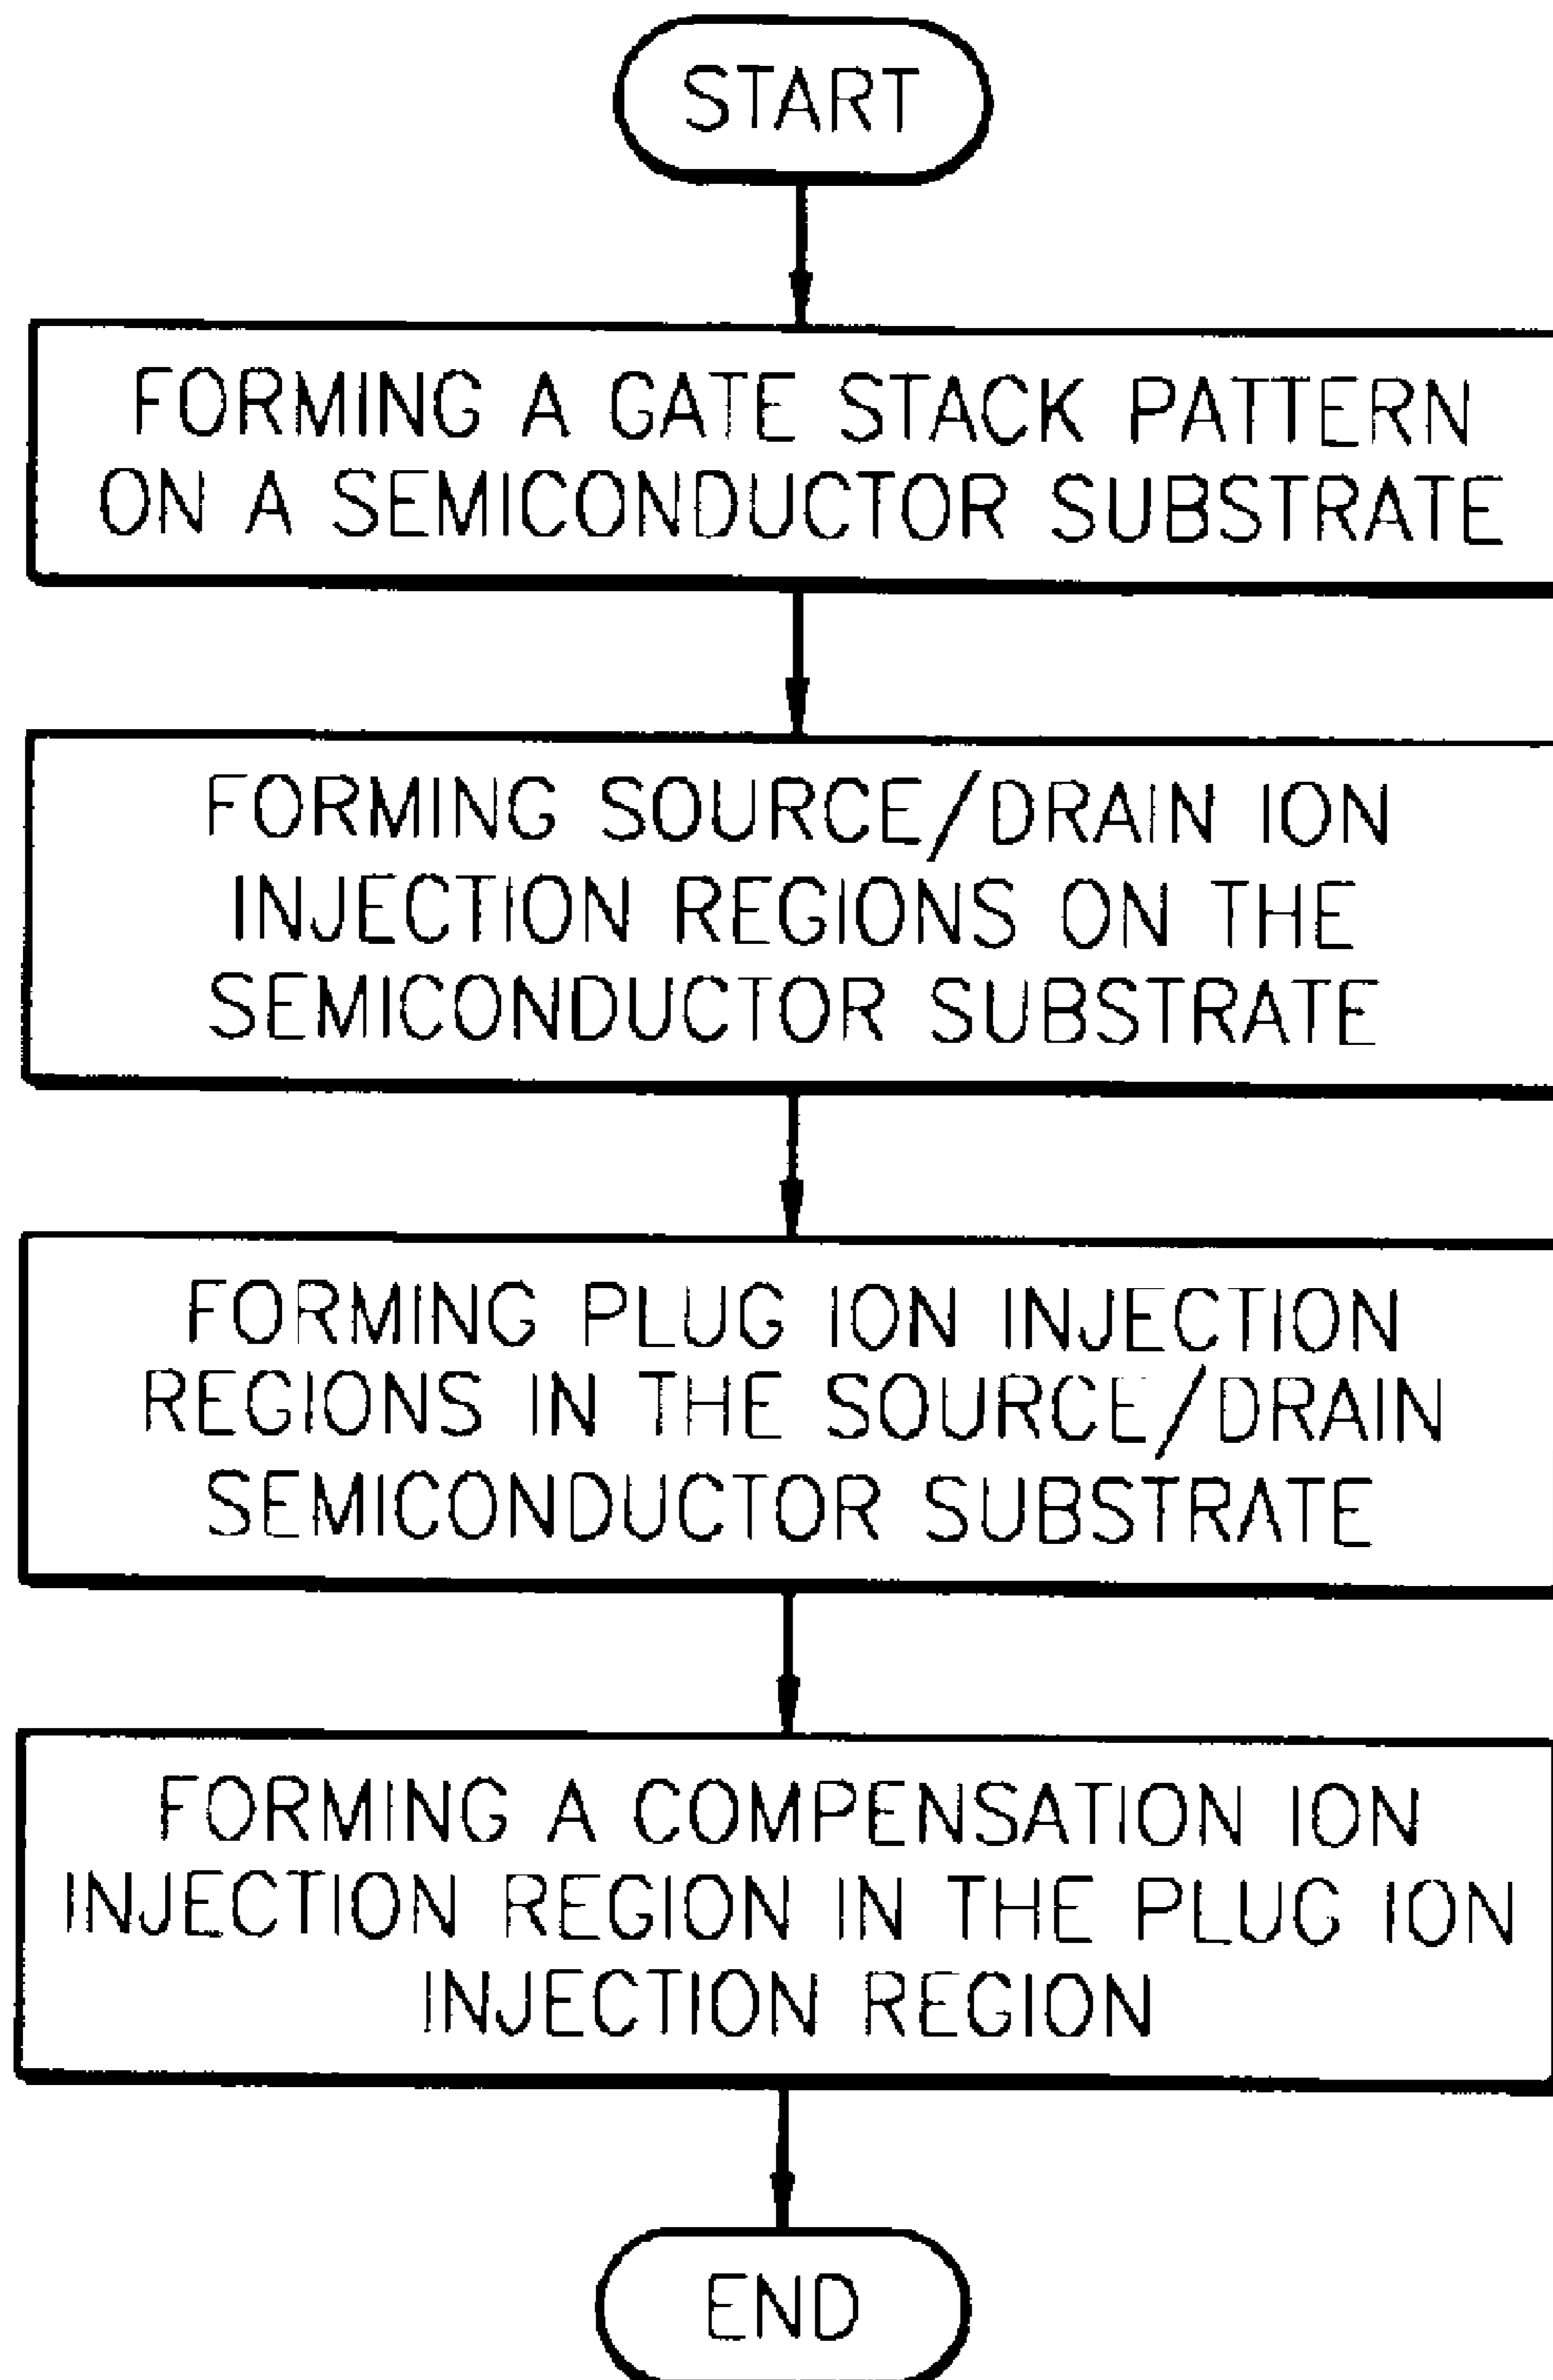 START
FORMING A GATE STACK PATTERN
ON A SEMICONDUCTOR SUBSTRATE
FORMING SOURCE/DRAIN ION
INJECTION REGIONS ON THE
SEMICONDUCTOR SUBSTRATE
FORMING PLUG ION INJECTION
REGIONS IN THE SOURCE/DRAIN
SEMICONDUCTOR SUBSTRATE
FORMING A COMPENSATION ION
INJECTION REGION IN THE PLUG ION
INJECTION REGION
END